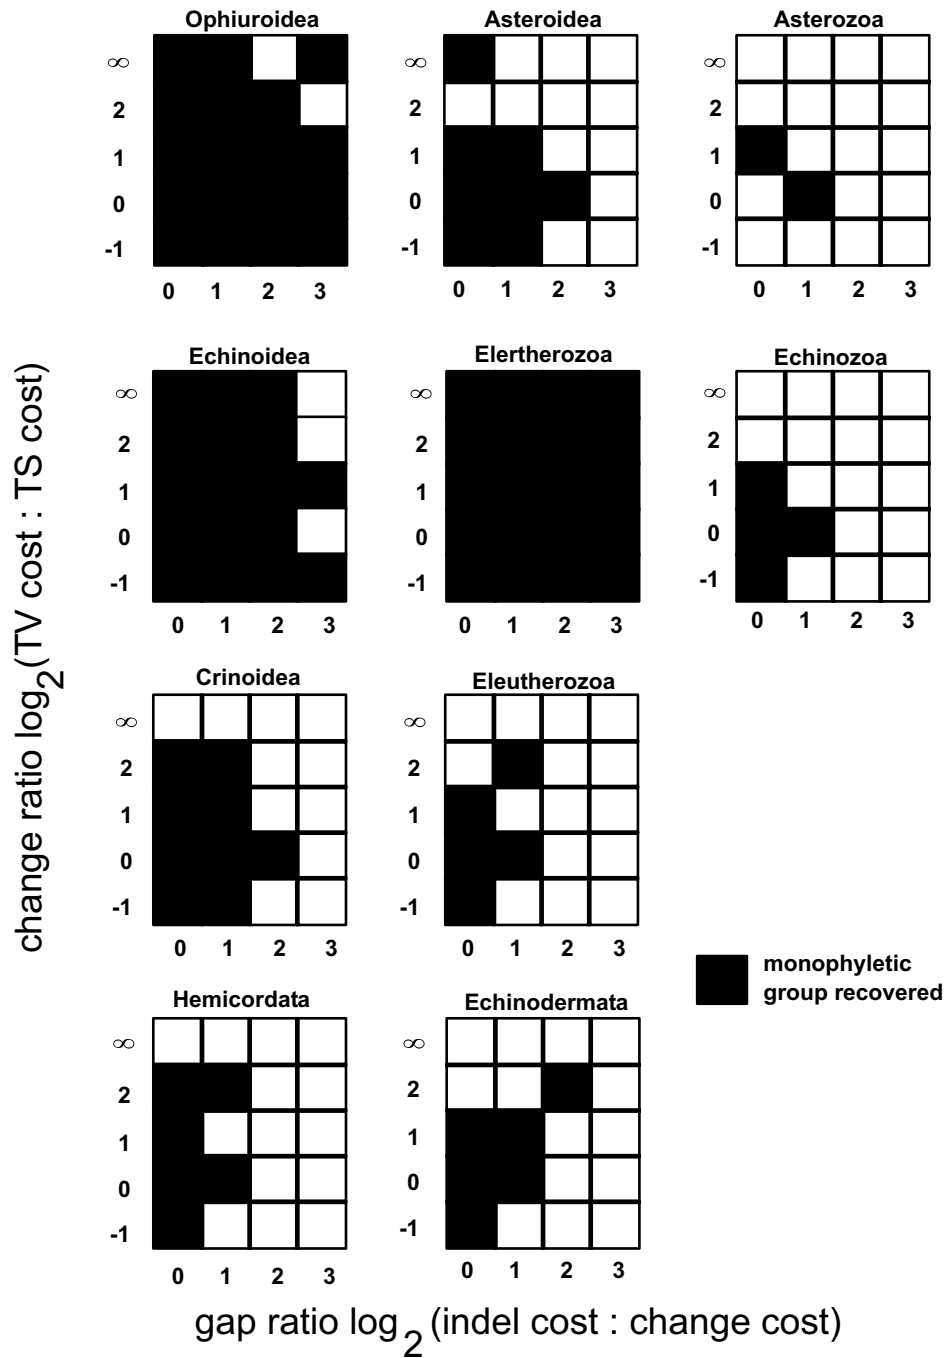 Ophiuroidea
∞
2
1
0
-1
0 1 2 3
Asteroidea
∞
2
1
0
-1
0 1 2 3
Asterozoa
∞
2
1
0
-1
0 1 2 3
Echinoidea
∞
2
1
0
-1
0 1 2 3
Elertherozoa
∞
2
1
0
-1
0 1 2 3
Echinozoa
∞
2
1
0
-1
0 1 2 3
Crinoidea
∞
2
1
0
-1
0 1 2 3
Eleutherozoa
∞
2
1
0
-1
0 1 2 3
Hemicordata
∞
2
1
0
-1
0 1 2 3
Echinodermata
∞
2
1
0
-1
0 1 2 3
monophyletic
group recovered
change ratio log2(TV cost : TS cost)
gap ratio log2 (indel cost : change cost)